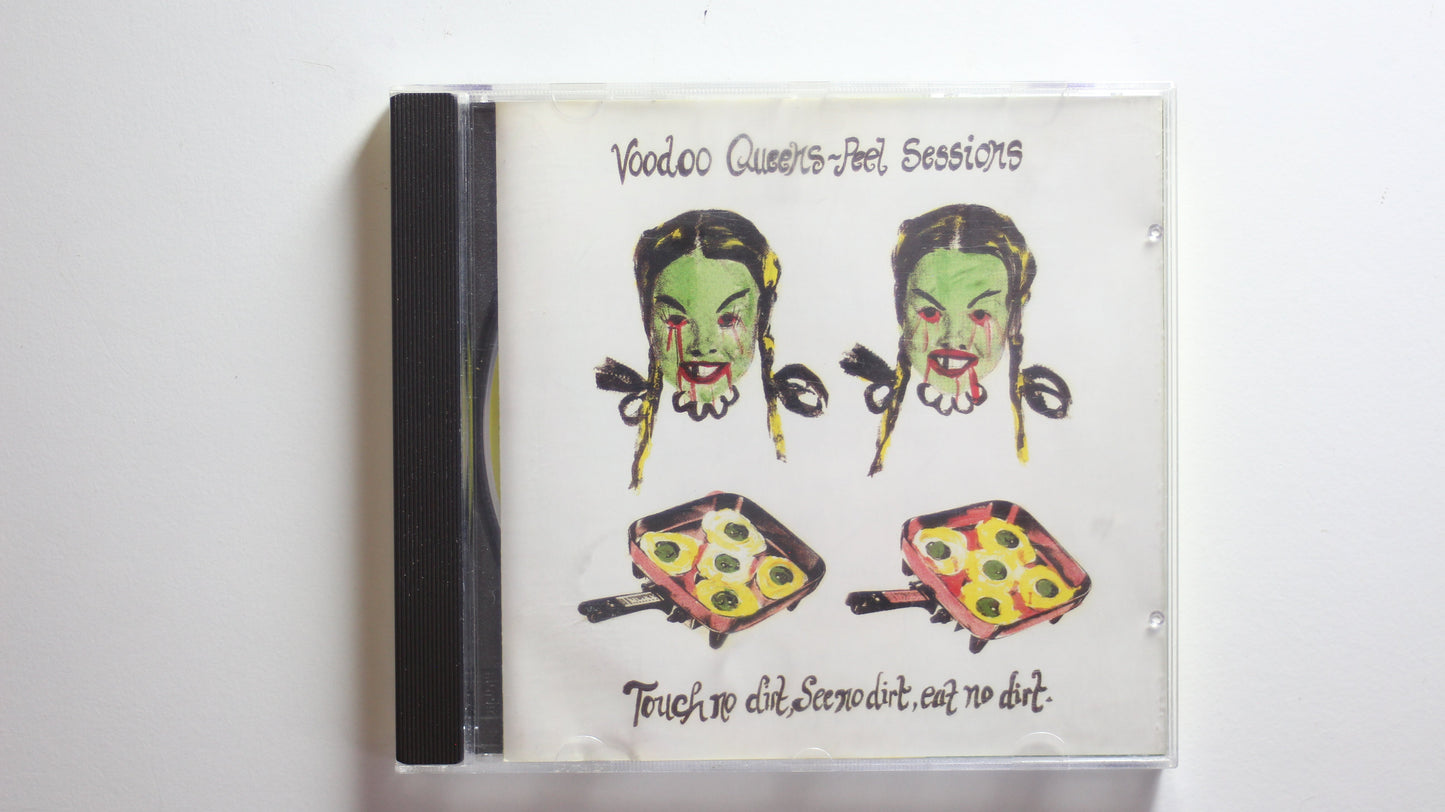 Voodoo Queens ~ Peel Sessions
Touch no dirt, See no dirt, eat no dirt.